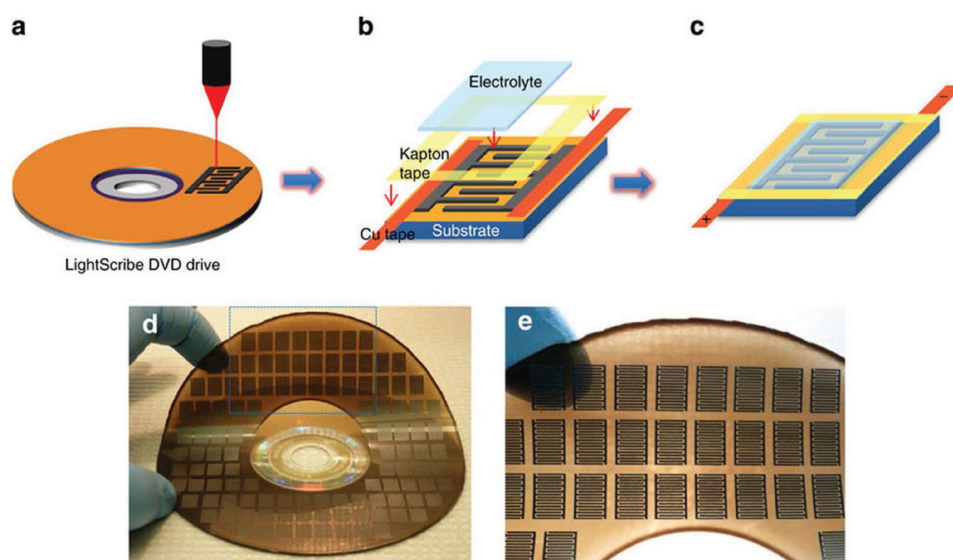 a
b
c
Electrolyte
Kapton
tape
Cu tape
Substrate
LightScribe DVD drive
−
+
d
e